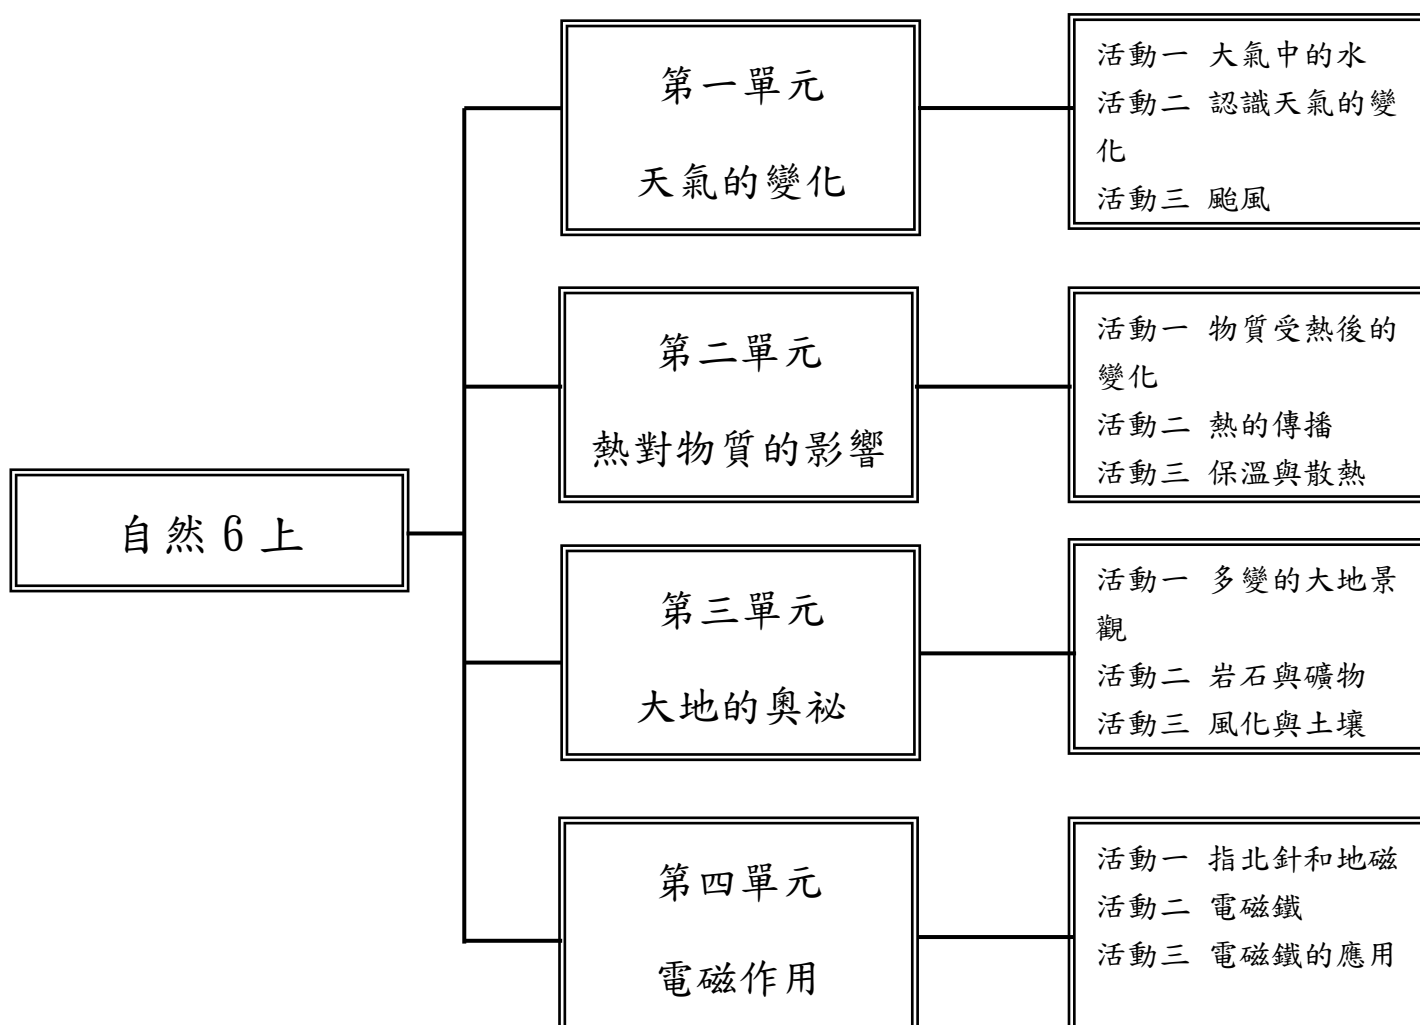 自然 6 上
第一單元
天氣的變化
活動一 大氣中的水
活動二 認識天氣的變
化
活動三 颱風
第二單元
熱對物質的影響
活動一 物質受熱後的
變化
活動二 熱的傳播
活動三 保溫與散熱
第三單元
大地的奧祕
活動一 多變的大地景
觀
活動二 岩石與礦物
活動三 風化與土壤
第四單元
電磁作用
活動一 指北針和地磁
活動二 電磁鐵
活動三 電磁鐵的應用